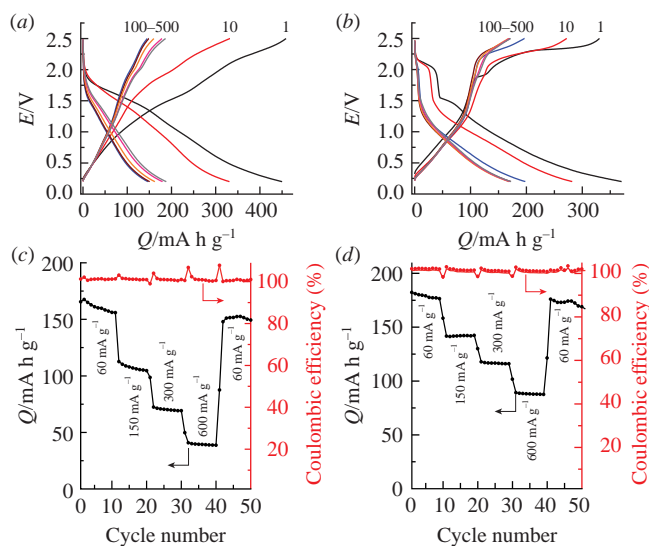 (a)
100–500
10
1
2.5
2.0
1.5
1.0
0.5
0.0
E/V
0 100 200 300 400
Q/mA h g⁻¹
(b)
100–500
10
1
2.5
2.0
1.5
1.0
0.5
0.0
E/V
0 100 200 300
Q/mA h g⁻¹
(c)
200
150
100
50
0
Q/mA h g⁻¹
60 mA g⁻¹
150 mA g⁻¹
300 mA g⁻¹
600 mA g⁻¹
60 mA g⁻¹
100
80
60
40
20
Coulombic efficiency (%)
0 10 20 30 40 50
Cycle number
(d)
200
150
100
50
0
Q/mA h g⁻¹
60 mA g⁻¹
150 mA g⁻¹
300 mA g⁻¹
600 mA g⁻¹
60 mA g⁻¹
100
80
60
40
20
Coulombic efficiency (%)
0 10 20 30 40 50
Cycle number